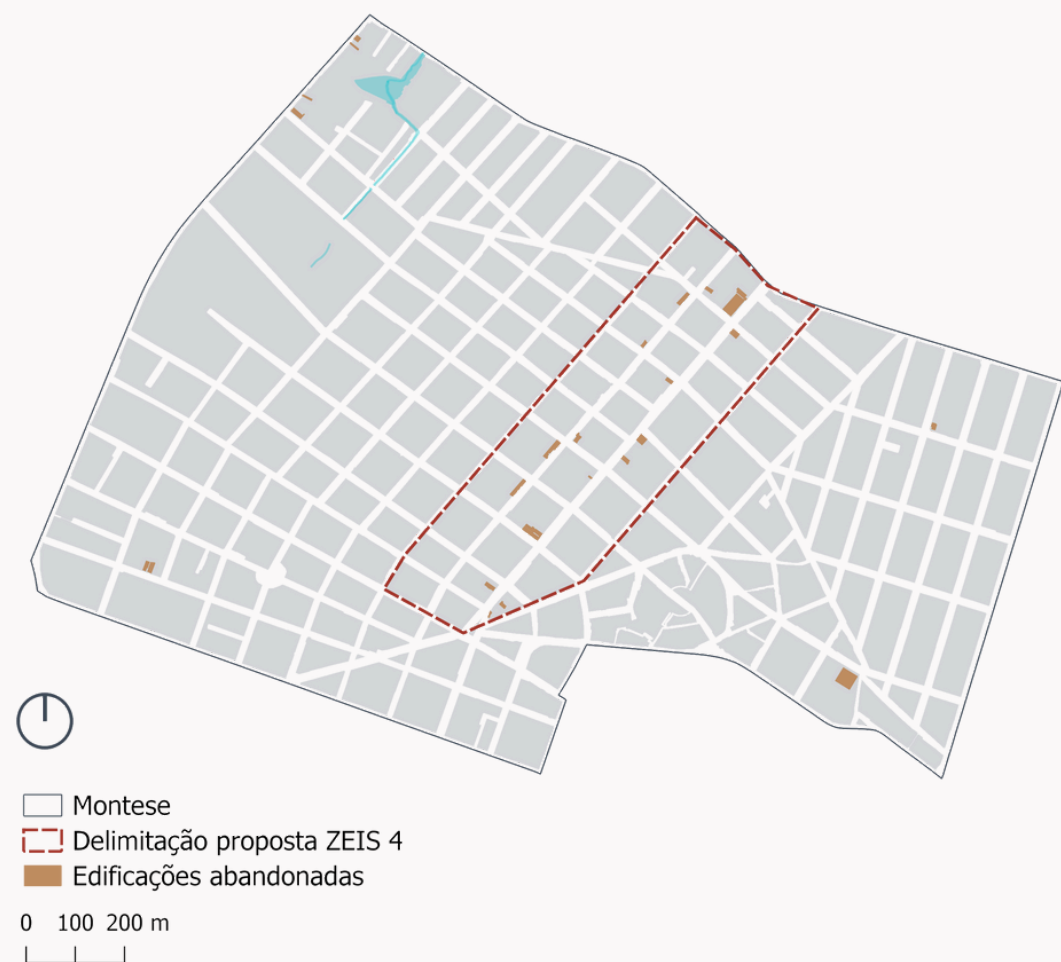 Montese
Delimitação proposta ZEIS 4
Edificações abandonadas
0 100 200 m